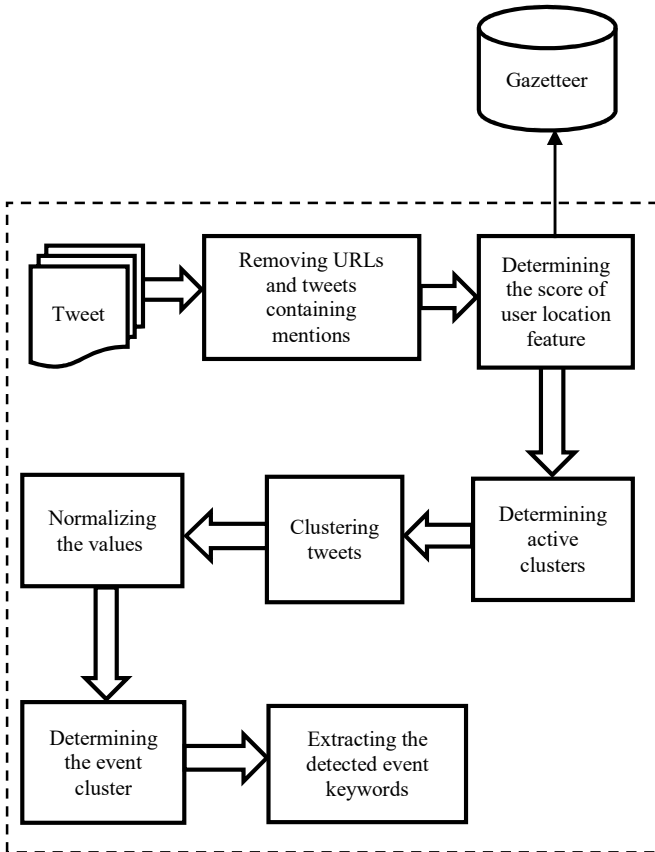 Gazetteer
Tweet
Removing URLs
and tweets
containing
mentions
Determining
the score of
user location
feature
Determining
active
clusters
Clustering
tweets
Normalizing
the values
Determining
the event
cluster
Extracting the
detected event
keywords